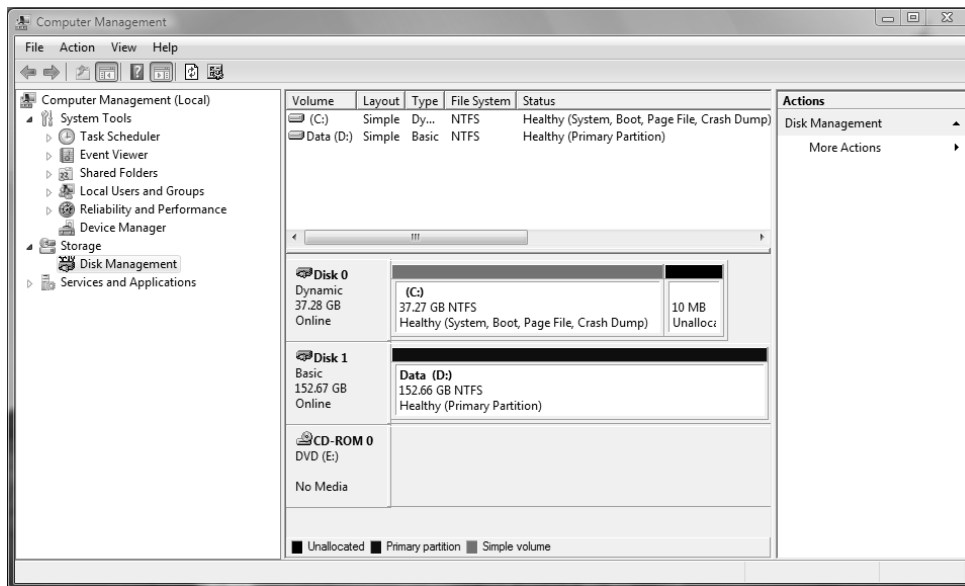 Computer Management
File Action View Help
Computer Management (Local)
System Tools
Task Scheduler
Event Viewer
Shared Folders
Local Users and Groups
Reliability and Performance
Device Manager
Storage
Disk Management
Services and Applications
Volume Layout Type File System Status
(C:) Simple Dy... NTFS Healthy (System, Boot, Page File, Crash Dump)
Data (D:) Simple Basic NTFS Healthy (Primary Partition)
Disk 0
Dynamic
37.28 GB
Online
(C:)
37.27 GB NTFS
Healthy (System, Boot, Page File, Crash Dump)
10 MB
Unalloca
Disk 1
Basic
152.67 GB
Online
Data (D:)
152.66 GB NTFS
Healthy (Primary Partition)
CD-ROM 0
DVD (E:)
No Media
Unallocated Primary partition Simple volume
Actions
Disk Management
More Actions